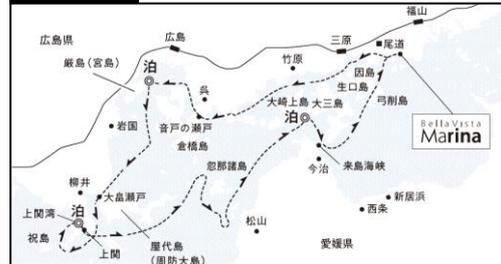 福山
広島県
広島
三原
尾道
竹原
厳島（宮島）
泊
呉
因島
生口島
大崎上島
大三島
弓削島
泊
岩国
音戸の瀬戸
倉橋島
Bella Vista
Marina
忽那諸島
今治
来島海峡
柳井
大畠瀬戸
新居浜
西条
泊
上関湾
松山
祝島
上関
屋代島
（周防大島）
愛媛県